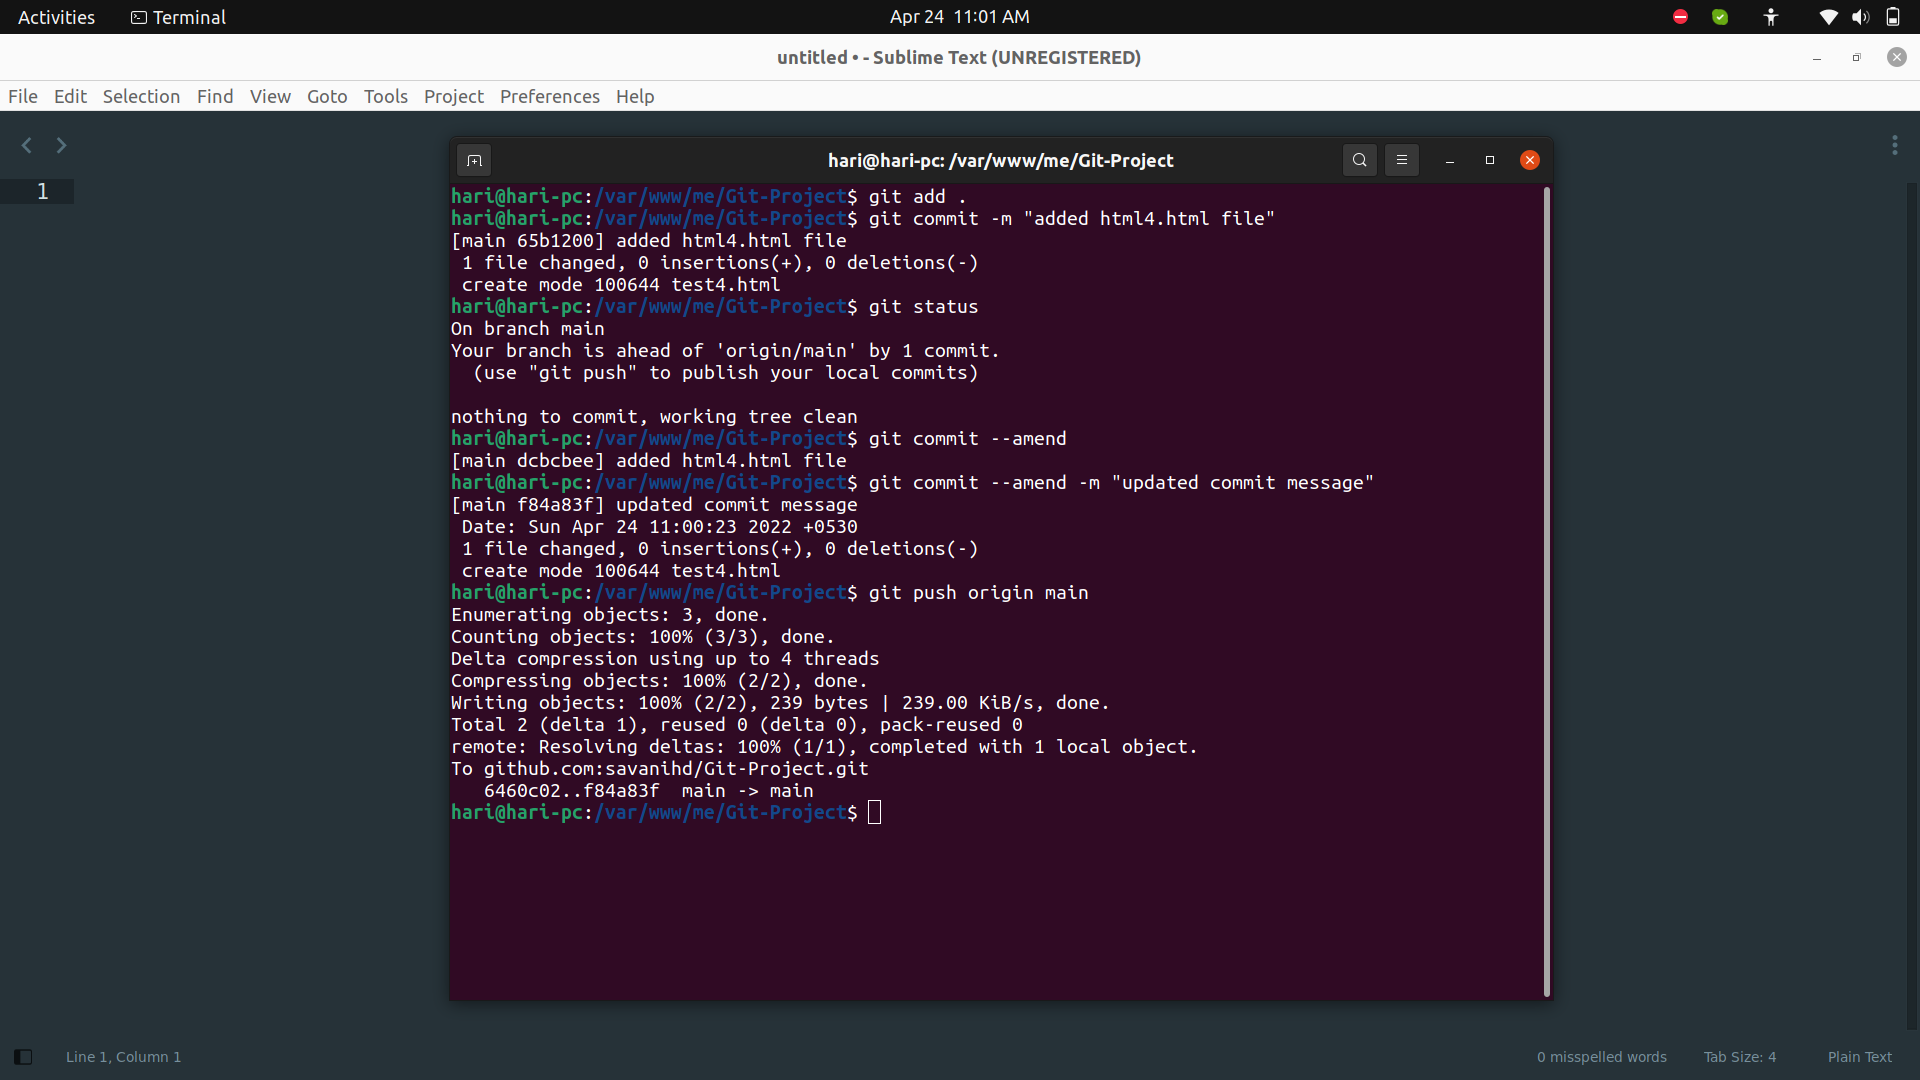 Activities Terminal Apr 24 11:01 AM
untitled • - Sublime Text (UNREGISTERED)
File Edit Selection Find View Goto Tools Project Preferences Help
1
hari@hari-pc: /var/www/me/Git-Project
hari@hari-pc:/var/www/me/Git-Project$ git add .
hari@hari-pc:/var/www/me/Git-Project$ git commit -m "added html4.html file"
[main 65b1200] added html4.html file
 1 file changed, 0 insertions(+), 0 deletions(-)
 create mode 100644 test4.html
hari@hari-pc:/var/www/me/Git-Project$ git status
On branch main
Your branch is ahead of 'origin/main' by 1 commit.
  (use "git push" to publish your local commits)

nothing to commit, working tree clean
hari@hari-pc:/var/www/me/Git-Project$ git commit --amend
[main dcbcbee] added html4.html file
hari@hari-pc:/var/www/me/Git-Project$ git commit --amend -m "updated commit message"
[main f84a83f] updated commit message
 Date: Sun Apr 24 11:00:23 2022 +0530
 1 file changed, 0 insertions(+), 0 deletions(-)
 create mode 100644 test4.html
hari@hari-pc:/var/www/me/Git-Project$ git push origin main
Enumerating objects: 3, done.
Counting objects: 100% (3/3), done.
Delta compression using up to 4 threads
Compressing objects: 100% (2/2), done.
Writing objects: 100% (2/2), 239 bytes | 239.00 KiB/s, done.
Total 2 (delta 1), reused 0 (delta 0), pack-reused 0
remote: Resolving deltas: 100% (1/1), completed with 1 local object.
To github.com:savanihd/Git-Project.git
   6460c02..f84a83f  main -> main
hari@hari-pc:/var/www/me/Git-Project$
Line 1, Column 1 0 misspelled words Tab Size: 4 Plain Text